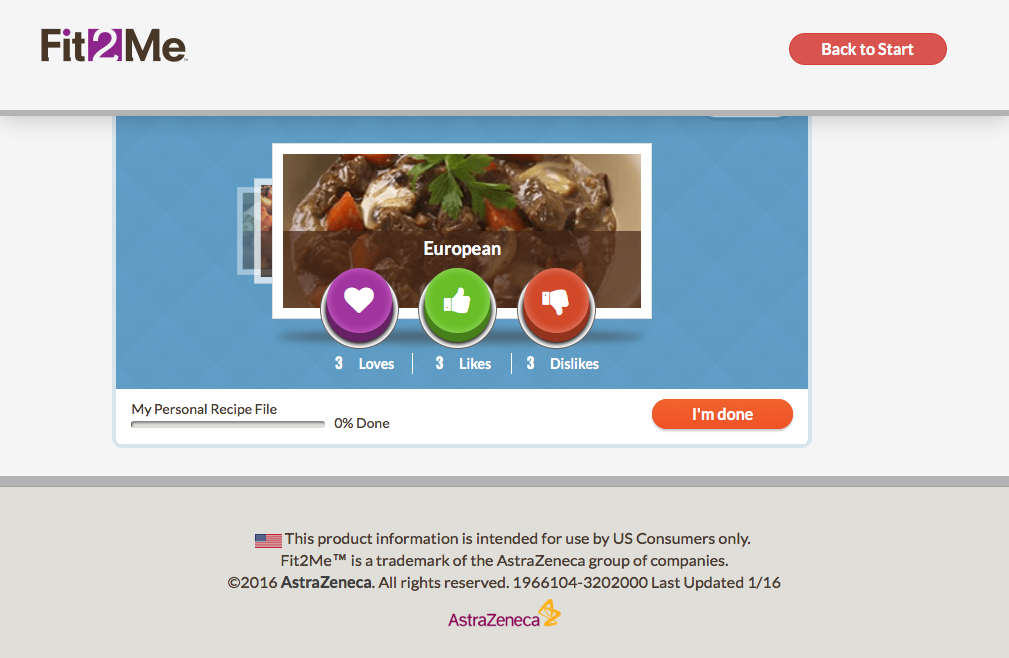 Fit2Me™
Back to Start
European
3 Loves 3 Likes 3 Dislikes
My Personal Recipe File
0% Done
I'm done
This product information is intended for use by US Consumers only.
Fit2Me™ is a trademark of the AstraZeneca group of companies.
©2016 AstraZeneca. All rights reserved. 1966104-3202000 Last Updated 1/16
AstraZeneca